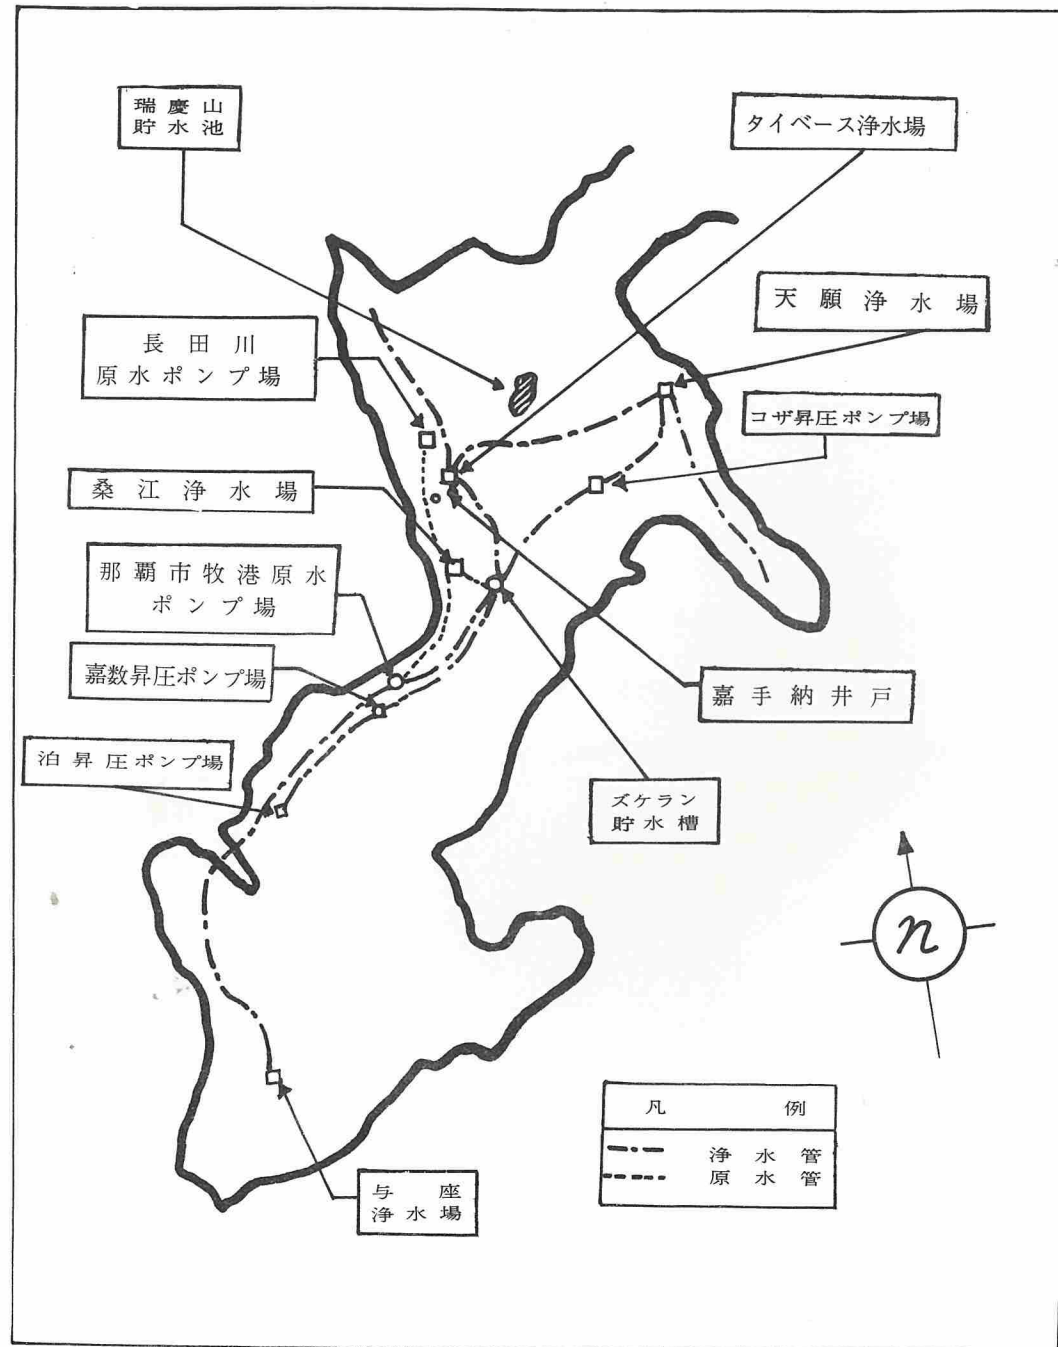 瑞慶山
貯水池
タイベース浄水場
天願浄水場
長田川
原水ポンプ場
コザ昇圧ポンプ場
桑江浄水場
那覇市牧港原水
ポンプ場
嘉数昇圧ポンプ場
嘉手納井戸
泊昇圧ポンプ場
ズケラン
貯水槽
n
凡例
浄水管
原水管
与座
浄水場